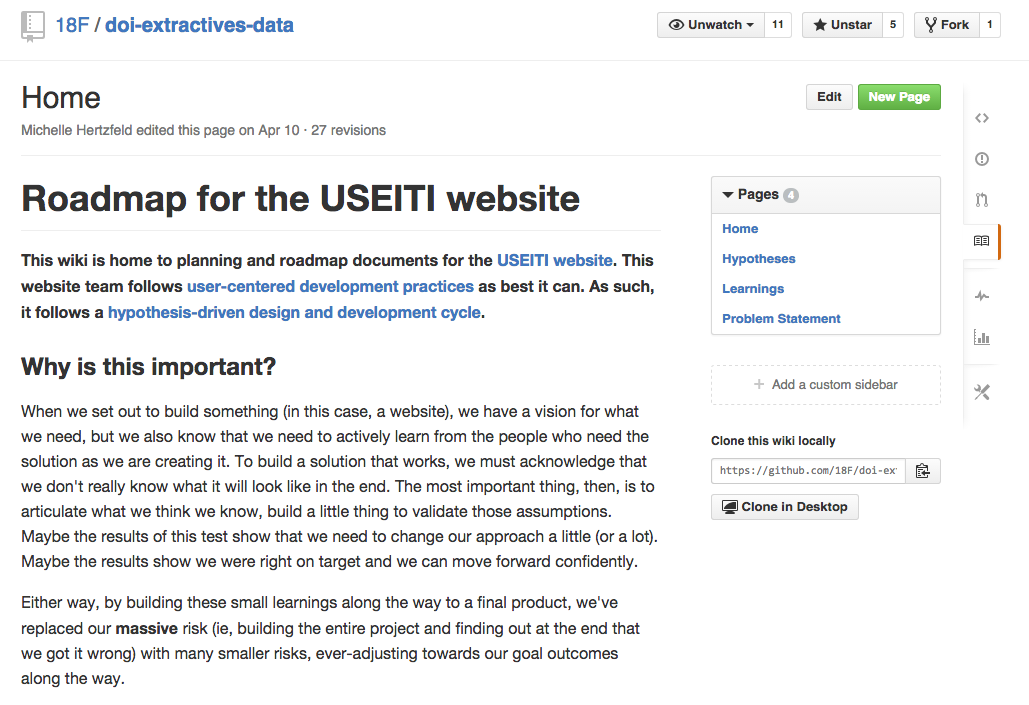 18F / doi-extractives-data
Unwatch 11 Unstar 5 Fork 1
Home
Edit New Page
Michelle Hertzfeld edited this page on Apr 10 · 27 revisions
Roadmap for the USEITI website
This wiki is home to planning and roadmap documents for the USEITI website. This
website team follows user-centered development practices as best it can. As such,
it follows a hypothesis-driven design and development cycle.
Why is this important?
When we set out to build something (in this case, a website), we have a vision for what
we need, but we also know that we need to actively learn from the people who need the
solution as we are creating it. To build a solution that works, we must acknowledge that
we don't really know what it will look like in the end. The most important thing, then, is to
articulate what we think we know, build a little thing to validate those assumptions.
Maybe the results of this test show that we need to change our approach a little (or a lot).
Maybe the results show we were right on target and we can move forward confidently.
Either way, by building these small learnings along the way to a final product, we've
replaced our massive risk (ie, building the entire project and finding out at the end that
we got it wrong) with many smaller risks, ever-adjusting towards our goal outcomes
along the way.
Pages 4
Home
Hypotheses
Learnings
Problem Statement
+ Add a custom sidebar
Clone this wiki locally
https://github.com/18F/doi-ex
Clone in Desktop